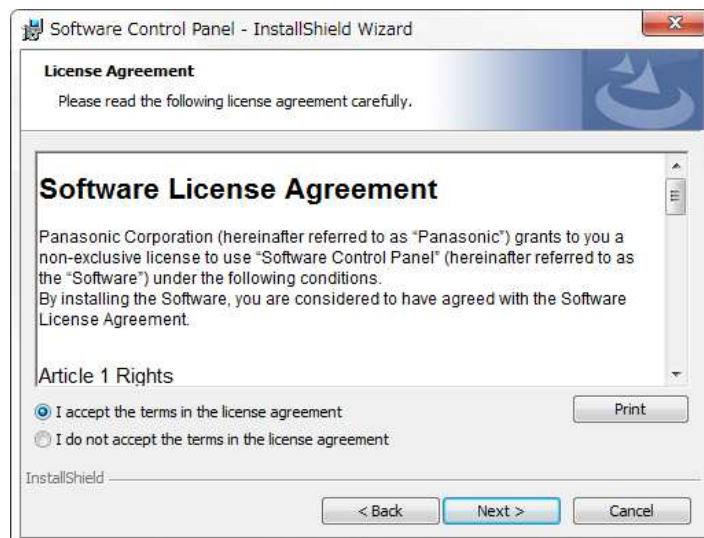 Software Control Panel - InstallShield Wizard
License Agreement
Please read the following license agreement carefully.
Software License Agreement
Panasonic Corporation (hereinafter referred to as “Panasonic”) grants to you a
non-exclusive license to use “Software Control Panel” (hereinafter referred to as
the “Software”) under the following conditions.
By installing the Software, you are considered to have agreed with the Software
License Agreement.
Article 1 Rights
I accept the terms in the license agreement
Print
I do not accept the terms in the license agreement
InstallShield
< Back
Next >
Cancel